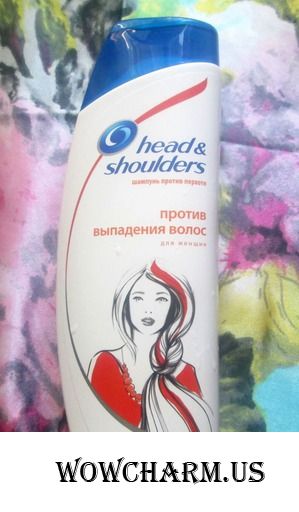 head &
shoulders
шампунь против перхоти
против
выпадения волос
для женщин
WOWCHARM.US